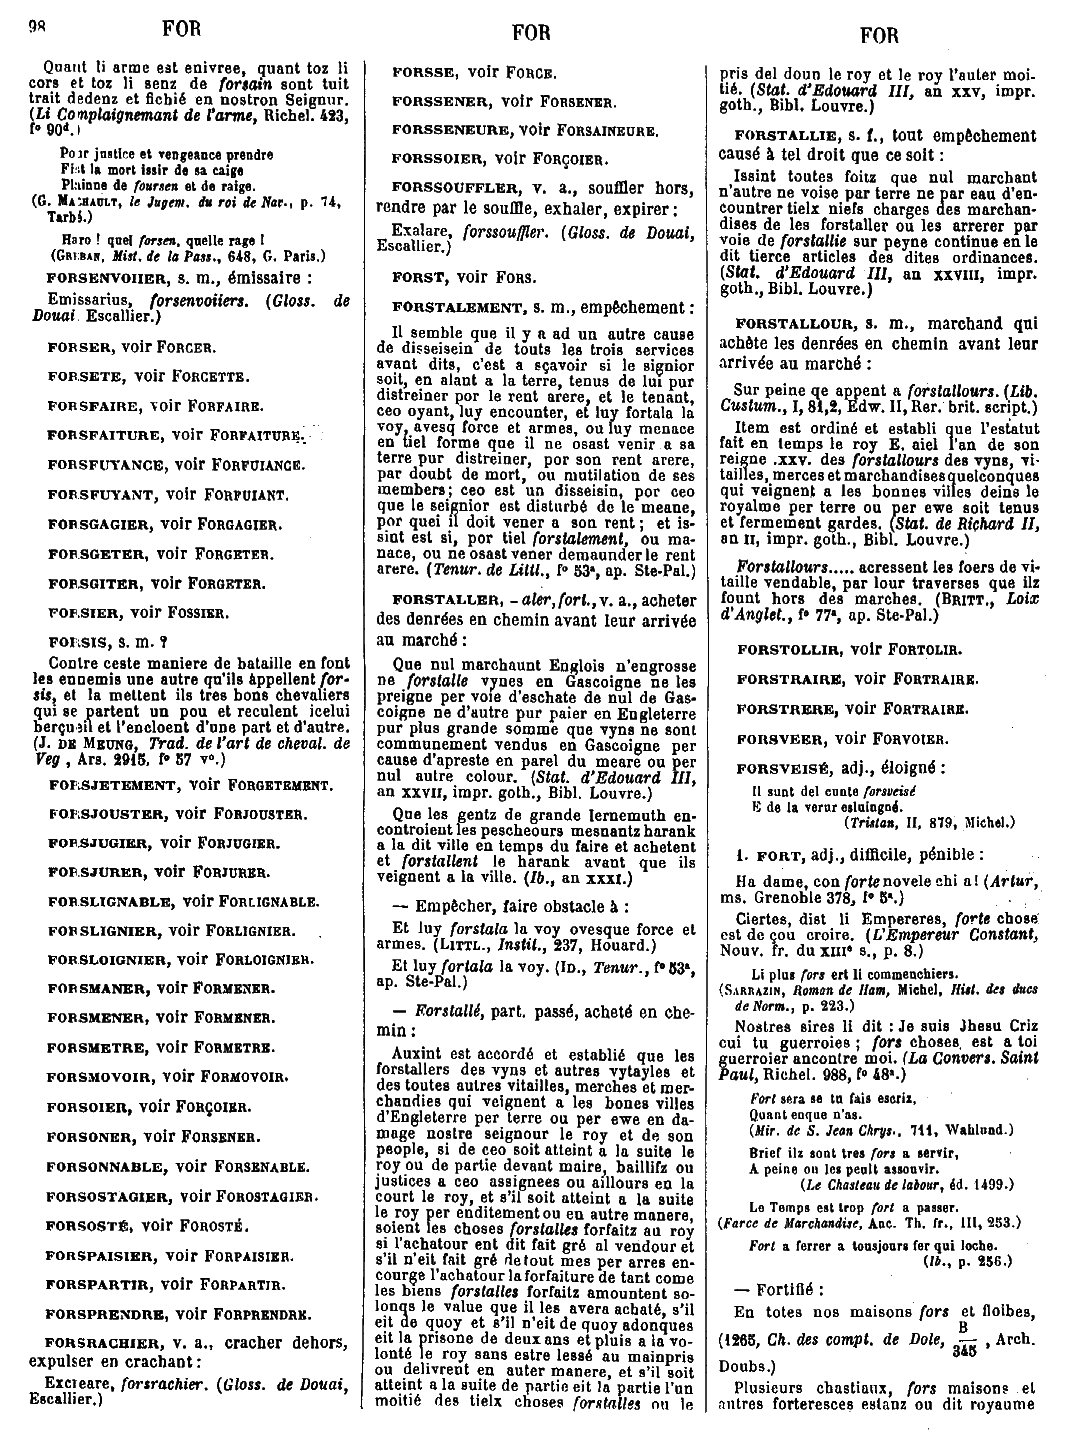 98 FOR
FOR
FOR
Quant li arme est enivree, quant toz li
cors et toz li senz de forsain sont tuit
trait dedenz et fichié en nostron Seignur.
(Li Complaignemant de l'arme, Richel. 423,
f° 90ᵈ.)
Pour justice et vengeance prendre
Fist la mort issir de sa caige
Plainne de foursen et de raige.
(G. MACHAULT, le Jugem. du roi de Nav., p. 74,
Tarbé.)
Haro ! quel forsen, quelle rage !
(GREBAN, Mist. de la Pass., 648, G. Paris.)
FORSENVOIIER, s. m., émissaire :
Emissarius, forsenvoiiers. (Gloss. de
Douai Escallier.)
FORSER, voir FORCER.
FORSETE, voir FORCETTE.
FORSFAIRE, voir FORFAIRE.
FORSFAITURE, voir FORFAITURE.
FORSFUYANCE, voir FORFUIANCE.
FORSFUYANT, voir FORFUIANT.
FORSGAGIER, voir FORGAGIER.
FORSGETER, voir FORGETER.
FORSGITER, voir FORGETER.
FORSIER, voir FOSSIER.
FORSIS, s. m. ?
Contre ceste maniere de bataille en font
les ennemis une autre qu'ils appellent for-
sis, et la mettent ils tres bons chevaliers
qui se partent un pou et reculent icelui
berçueil et l'encloent d'une part et d'autre.
(J. DE MEUNG, Trad. de l'art de cheval. de
Veg , Ars. 2915, f° 57 v°.)
FORSJETEMENT, voir FORGETEMENT.
FORSJOUSTER, voir FORJOUSTER.
FORSJUGIER, voir FORJUGIER.
FORSJURER, voir FORJURER.
FORSLIGNABLE, voir FORLIGNABLE.
FORSLIGNIER, voir FORLIGNIER.
FORSLOIGNIER, voir FORLOIGNIER.
FORSMANER, voir FORMENER.
FORSMENER, voir FORMENER.
FORSMETRE, voir FORMETRE.
FORSMOVOIR, voir FORMOVOIR.
FORSOIER, voir FORÇOIER.
FORSONER, voir FORSENER.
FORSONNABLE, voir FORSENABLE.
FORSOSTAGIER, voir FOROSTAGIER.
FORSOSTÉ, voir FOROSTÉ.
FORSPAISIER, voir FORPAISIER.
FORSPARTIR, voir FORPARTIR.
FORSPRENDRE, voir FORPRENDRE.
FORSRACHIER, v. a., cracher dehors,
expulser en crachant :
Excreare, forsrachier. (Gloss. de Douai,
Escallier.)
FORSSE, voir FORCE.
FORSSENER, voir FORSENER.
FORSSENEURE, voir FORSAINEURE.
FORSSOIER, voir FORÇOIER.
FORSSOUFFLER, v. a., souffler hors,
rendre par le souffle, exhaler, expirer :
Exalare, forssouffler. (Gloss. de Douai,
Escallier.)
FORST, voir FORS.
FORSTALEMENT, s. m., empêchement :
Il semble que il y a ad un autre cause
de disseisein de touts les trois services
avant dits, c'est a sçavoir si le signior
soit, en alant a la terre, tenus de lui pur
distreiner por le rent arere, et le tenant,
ceo oyant, luy encounter, et luy fortala la
voy, avesq force et armes, ou luy menace
en tiel forme que il ne osast venir a sa
terre pur distreiner, por son rent arere,
par doubt de mort, ou mutilation de ses
members; ceo est un disseisin, por ceo
que le seignior est disturbé de le meane,
por quei il doit vener a son rent ; et is-
sint est si, por tiel forstalement, ou ma-
nace, ou ne osast vener demaunder le rent
arere. (Tenur. de Littl., f° 53ᵃ, ap. Ste-Pal.)
FORSTALLER, - aler, fort., v. a., acheter
des denrées en chemin avant leur arrivée
au marché :
Que nul marchaunt Englois n'engrosse
ne forstalle vynes en Gascoigne ne les
preigne per voie d'eschate de nul de Gas-
coigne ne d'autre pur paier en Engleterre
pur plus grande somme que vyns ne sont
communement vendus en Gascoigne per
cause d'apreste en parel du meare ou per
nul autre colour. (Stat. d'Edouard III,
an XXVII, impr. goth., Bibl. Louvre.)
Que les gentz de grande Iernemuth en-
controient les pescheours mesnantz harank
a la dit ville en temps du faire et achetent
et forstallent le harank avant que ils
veignent a la ville. (Ib., an XXXI.)
— Empêcher, faire obstacle à :
Et luy forstala la voy ovesque force et
armes. (LITTL., Instit., 237, Houard.)
Et luy fortala la voy. (ID., Tenur., f° 53ᵃ,
ap. Ste-Pal.)
— Forstallé, part. passé, acheté en che-
min :
Auxint est accordé et establié que les
forstallers des vyns et autres vytayles et
des toutes autres vitailles, merches et mer-
chandies qui veignent a les bones villes
d'Engleterre per terre ou per ewe en da-
mage nostre seignour le roy et de son
people, si de ceo soit atteint a la suite le
roy ou de partie devant maire, baillifz ou
justices a ceo assignees ou aillours en la
court le roy, et s'il soit atteint a la suite
le roy per enditement ou en autre manere,
soient les choses forstalles forfaitz au roy
si l'achatour ent dit fait gré al vendour et
s'il n'eit fait gré de tout mes per arres en-
courge l'achatour la forfaiture de tant come
les biens forstalles forfaitz amountent so-
lonqs le value que il les avera achaté, s'il
eit de quoy et s'il n'eit de quoy adonques
eit la prisone de deux ans et pluis a la vo-
lonté le roy sans estre lessé au mainpris
ou delivrent en auter manere, et s'il soit
atteint a la suite de partie eit la partie l'un
moitié des tielx choses forstalles ou le
pris del doun le roy et le roy l'auter moi-
tié. (Stat. d'Edouard III, an XXV, impr.
goth., Bibl. Louvre.)
FORSTALLIE, s. f., tout empêchement
causé à tel droit que ce soit :
Issint toutes foitz que nul marchant
n'autre ne voise par terre ne par eau d'en-
countrer tielx niefs charges des marchan-
dises de les forstaller ou les arrerer par
voie de forstallie sur peyne continue en le
dit tierce articles des dites ordinances.
(Stat. d'Edouard III, an XXVIII, impr.
goth., Bibl. Louvre.)
FORSTALLOUR, s. m., marchand qui
achète les denrées en chemin avant leur
arrivée au marché :
Sur peine qe appent a forstallours. (Lib.
Custum., I, 81,2, Edw. II, Rer. brit. script.)
Item est ordiné et establi que l'estatut
fait en temps le roy E. aiel l'an de son
reigne .XXV. des forstallours des vyns, vi-
tailles, merces et marchandises quelconques
qui veignent a les bonnes villes deins le
royalme per terre ou per ewe soit tenus
et fermement gardes. (Stat. de Richard II,
an II, impr. goth., Bibl. Louvre.)
Forstallours..... acressent les foers de vi-
taille vendable, par lour traverses que ilz
fount hors des marches. (BRITT., Loix
d'Anglet., f° 77ᵃ, ap. Ste-Pal.)
FORSTOLLIR, voir FORTOLIR.
FORSTRAIRE, voir FORTRAIRE.
FORSTRERE, voir FORTRAIRE.
FORSVEER, voir FORVOIER.
FORSVEISÉ, adj., éloigné :
Il sunt del cunte forsveisé
E de la verur esluingné.
(Tristan, II, 879, Michel.)
1. FORT, adj., difficile, pénible :
Ha dame, con forte novele chi a! (Artur,
ms. Grenoble 378, f° 5ᵃ.)
Ciertes, dist li Empereres, forte chose
est de çou croire. (L'Empereur Constant,
Nouv. fr. du XIIIᵉ s., p. 8.)
Li plus fors ert li commenchiers.
(SARRAZIN, Roman de Ham, Michel, Hist. des ducs
de Norm., p. 223.)
Nostres sires li dit : Je suis Jhesu Criz
cui tu guerroies ; fors choses est a toi
guerroier ancontre moi. (La Convers. Saint
Paul, Richel. 988, f° 48ᵃ.)
Fort sera se tu fais escriz,
Quant enque n'as.
(Mir. de S. Jean Chrys., 711, Wahlund.)
Brief ilz sont tres fors a servir,
A peine on les peult assouvir.
(Le Chasteau de labour, éd. 1499.)
Le Temps est trop fort a passer.
(Farce de Marchandise, Anc. Th. fr., III, 253.)
Fort a ferrer a tousjours fer qui loche.
(Ib., p. 256.)
— Fortifié :
En totes nos maisons fors et floibes,
(1265, Ch. des compt. de Dole, B/345 , Arch.
Doubs.)
Plusieurs chastiaux, fors maisons et
autres forteresces estanz ou dit royaume